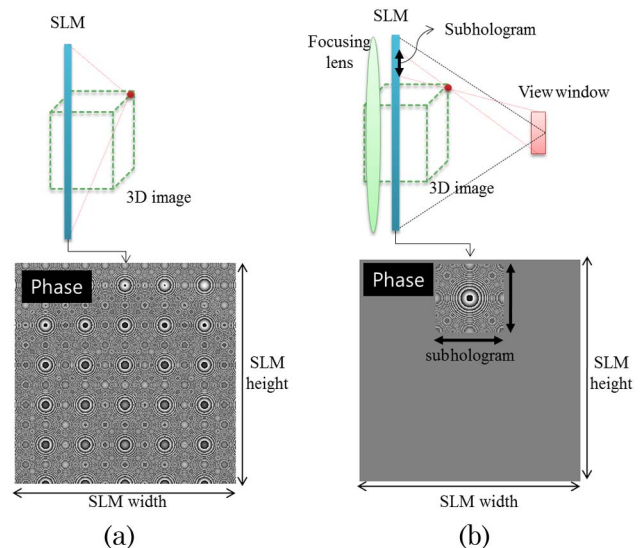 SLM
3D image
Phase
SLM
height
SLM width
(a)
SLM
Focusing
lens
Subhologram
View window
3D image
Phase
subhologram
SLM
height
SLM width
(b)